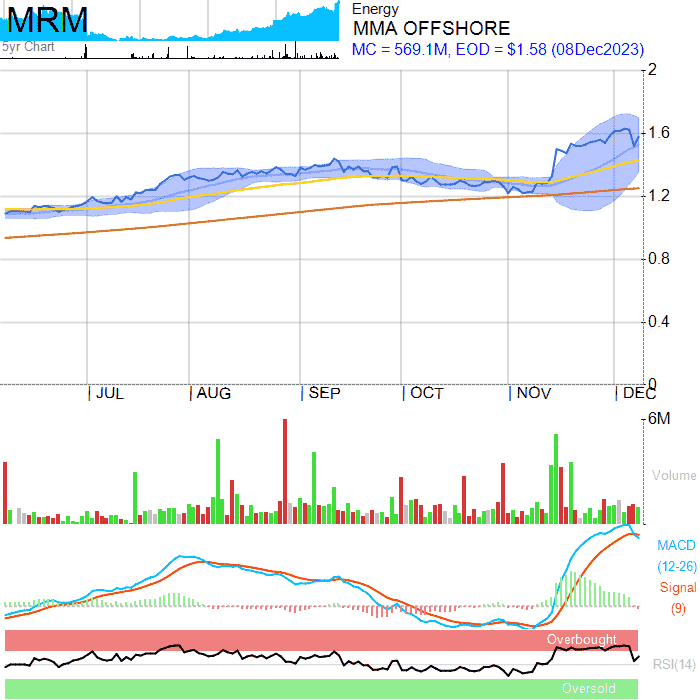 MRM
5yr Chart
Energy
MMA OFFSHORE
MC = 569.1M, EOD = $1.58 (08Dec2023)
2
1.6
1.2
0.8
0.4
0
JUL AUG SEP OCT NOV DEC
6M
Volume
MACD
(12-26)
Signal
(9)
Overbought
RSI(14)
Oversold